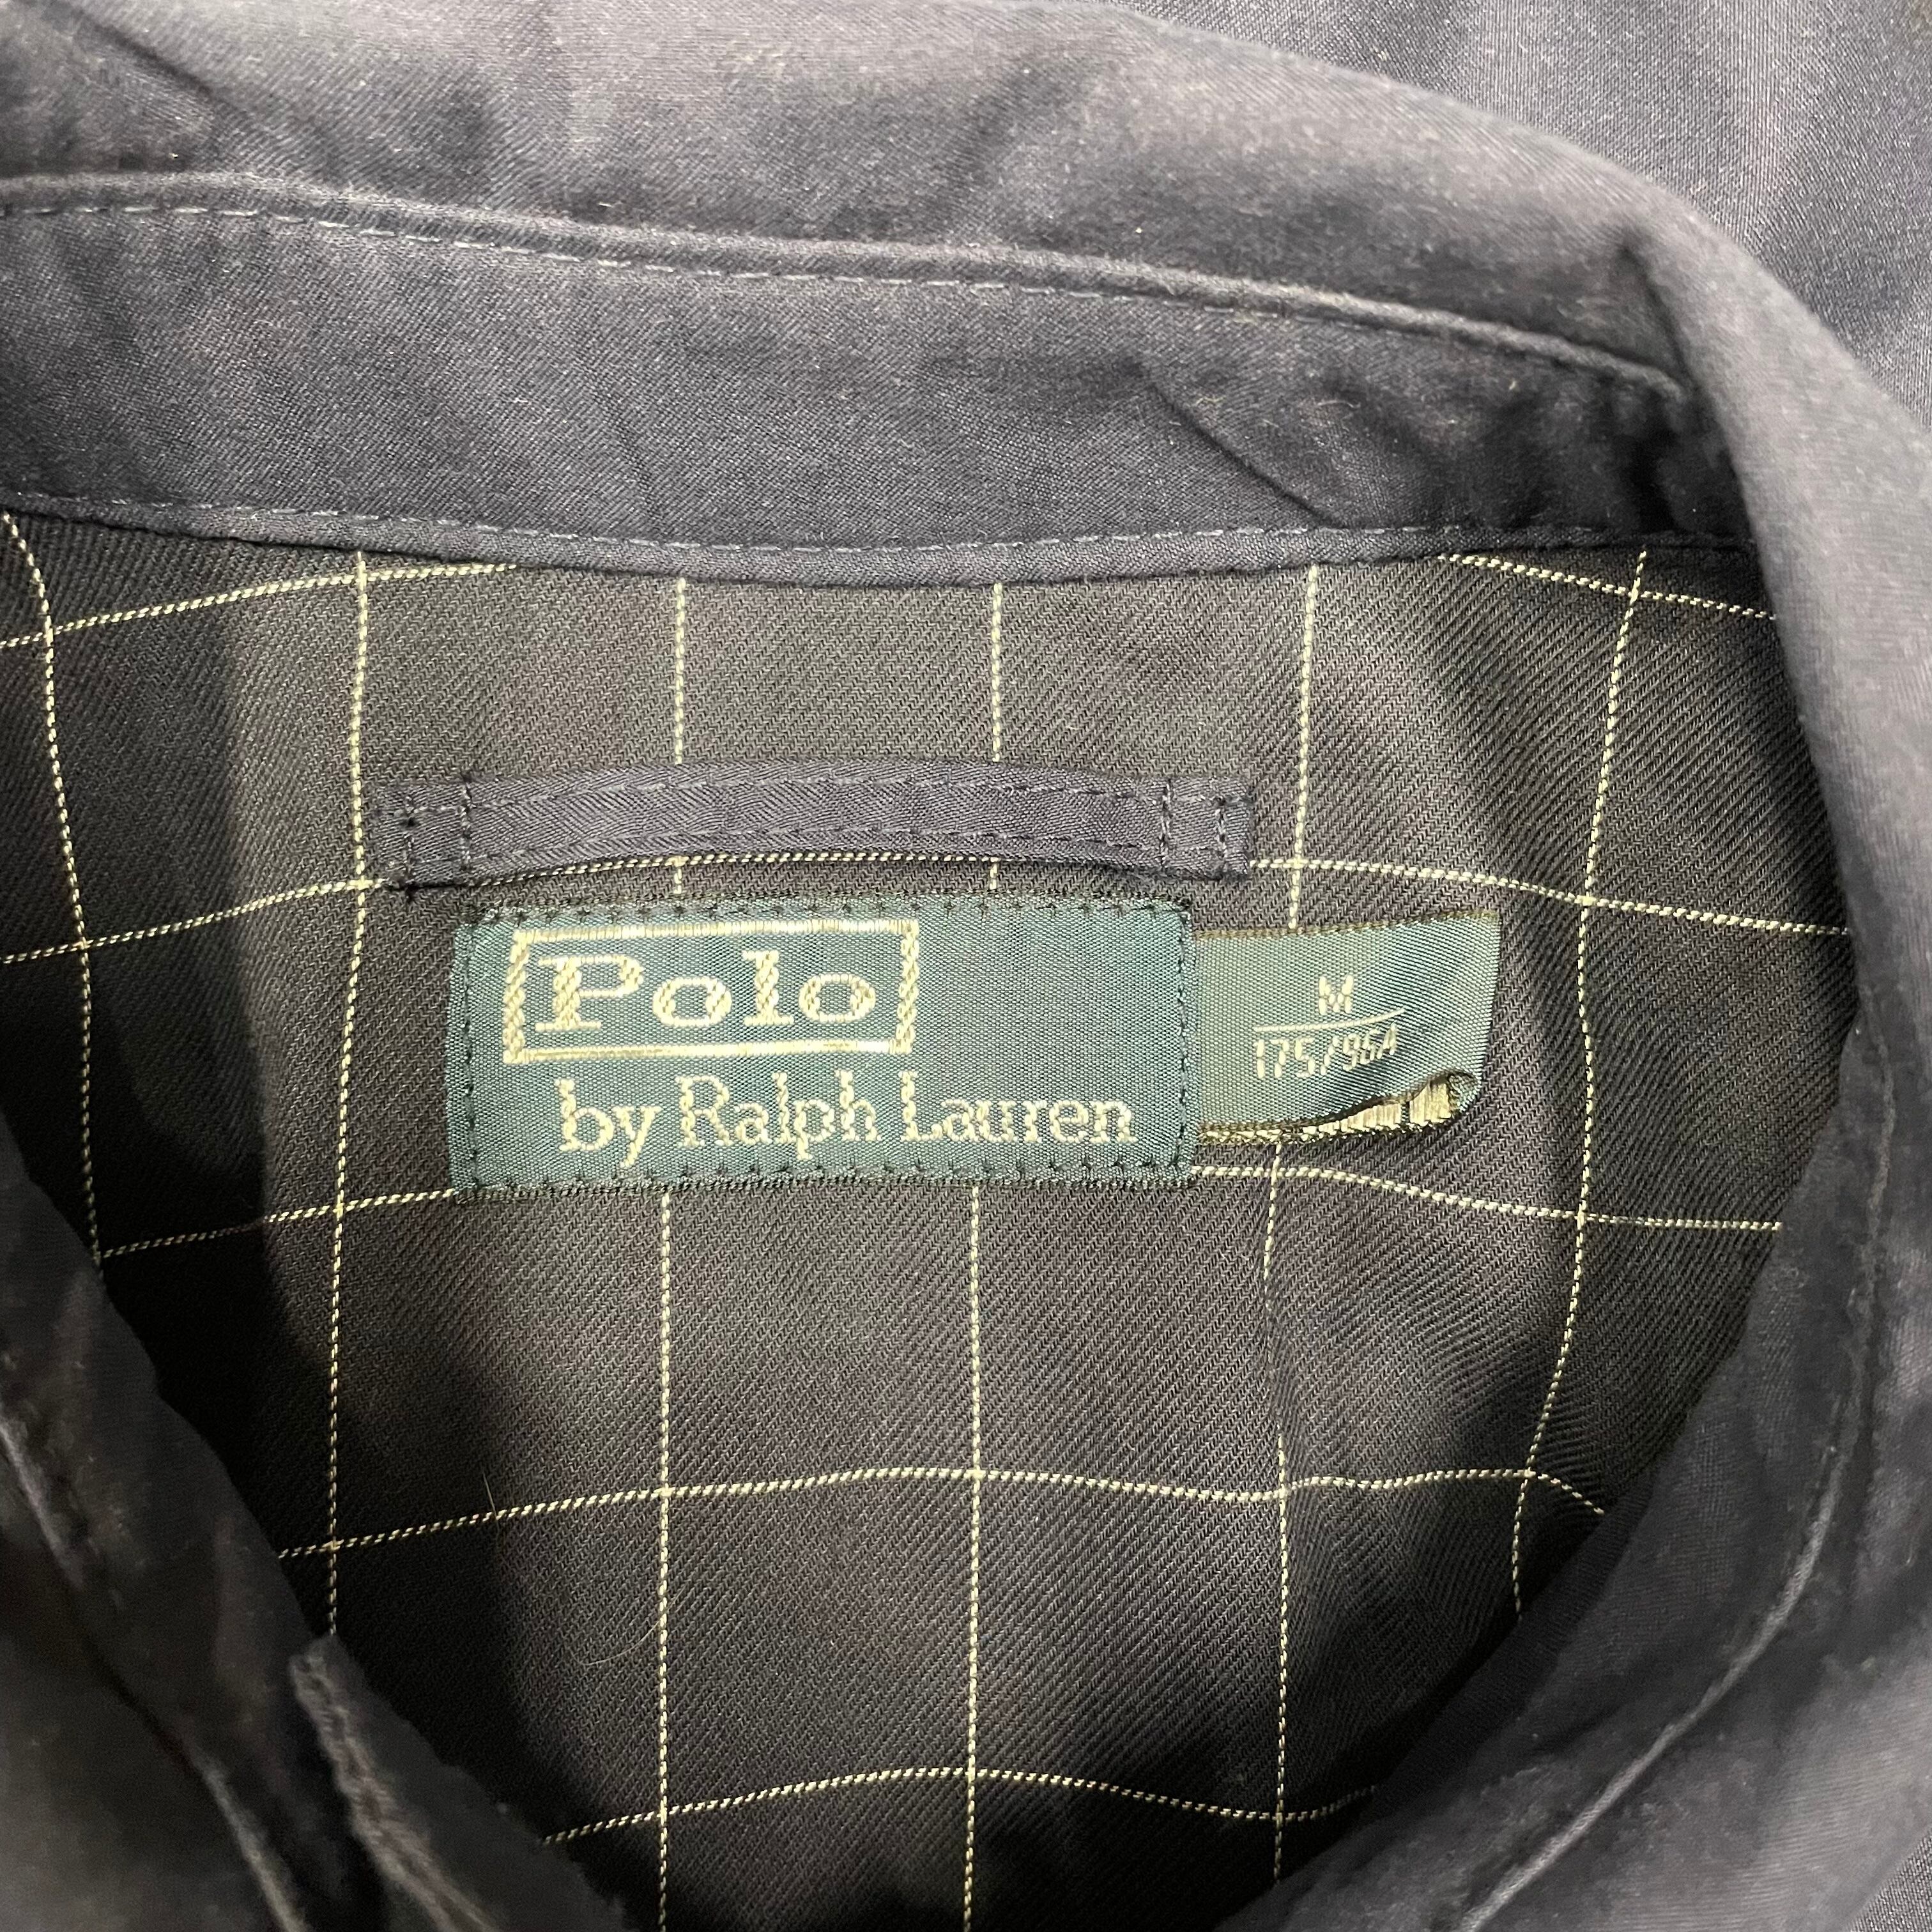 Polo
by Ralph Lauren
M
175/96A